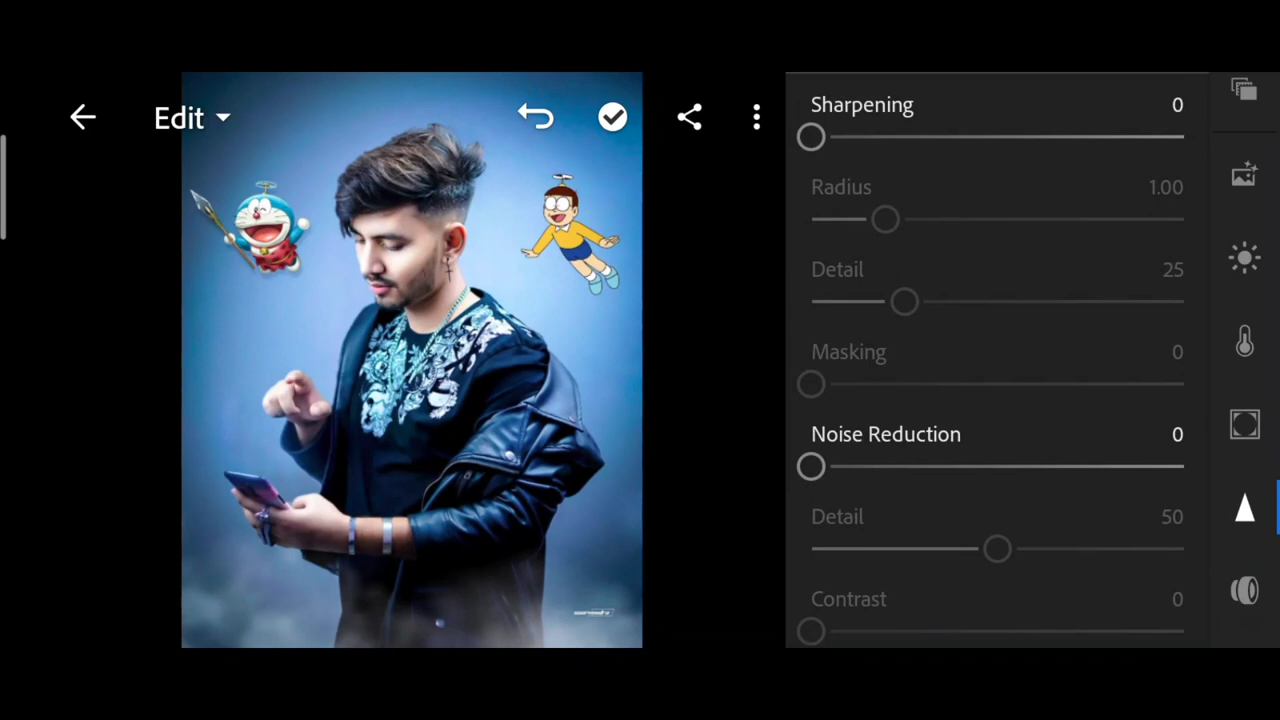 Edit
Sharpening 0
Radius 1.00
Detail 25
Masking 0
Noise Reduction 0
Detail 50
Contrast 0